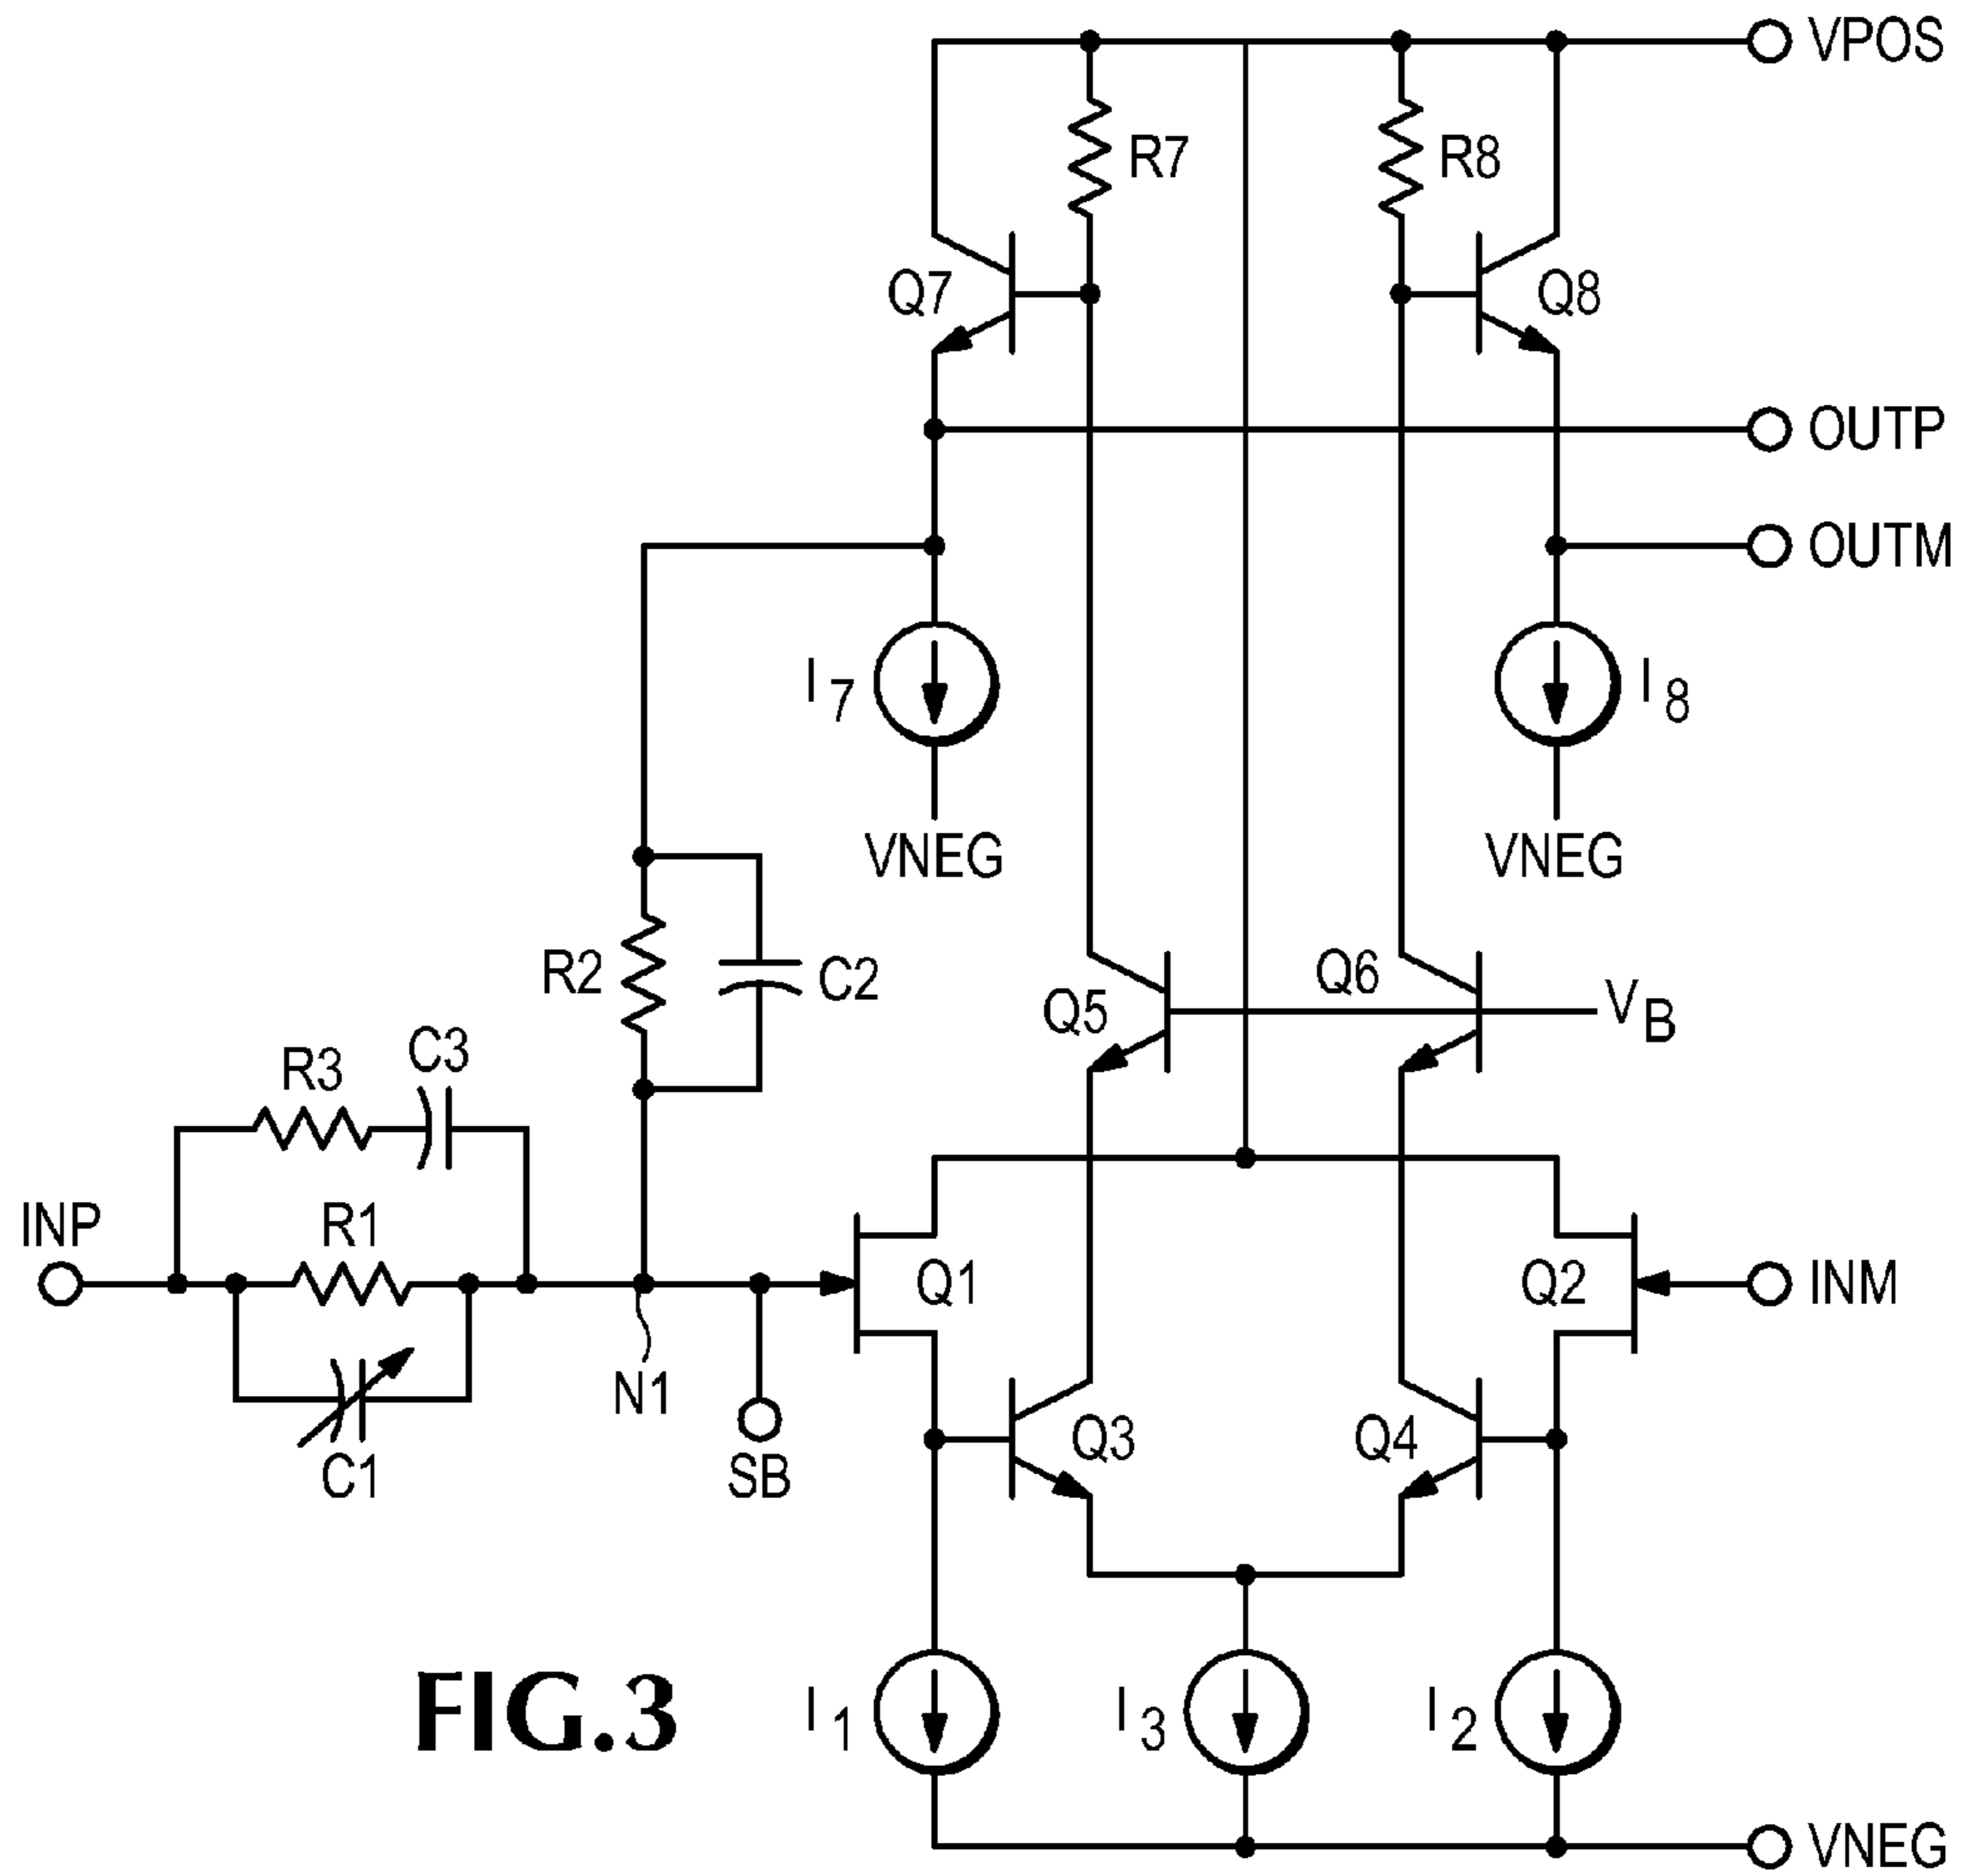 VPOS
R7
R8
Q7
Q8
OUTP
OUTM
I7
I8
VNEG
VNEG
R2
C2
Q5
Q6
VB
R3
C3
INP
R1
Q1
Q2
INM
N1
C1
SB
Q3
Q4
FIG.3
I1
I3
I2
VNEG